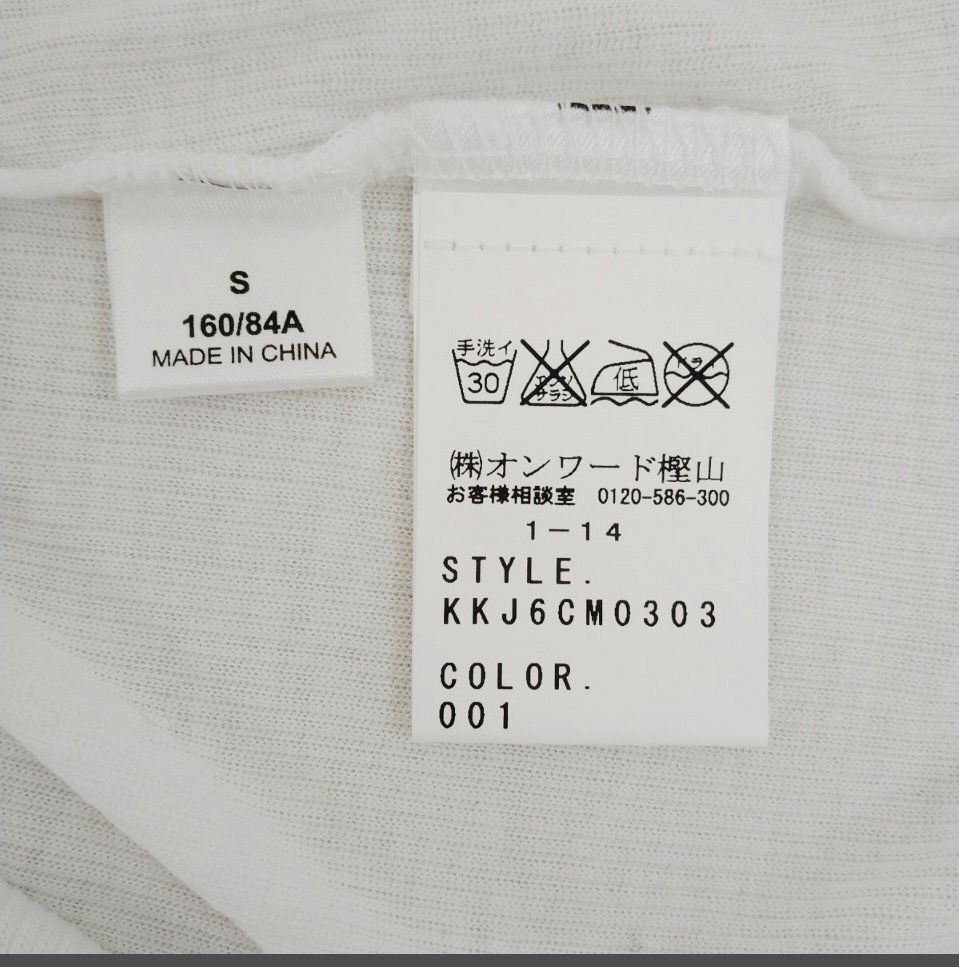 S
160/84A
MADE IN CHINA
手洗イ
30
エンソ
サラシ
低
ドライ
㈱オンワード樫山
お客様相談室 0120-586-300
1-14
STYLE.
KKJ6CM0303
COLOR.
001